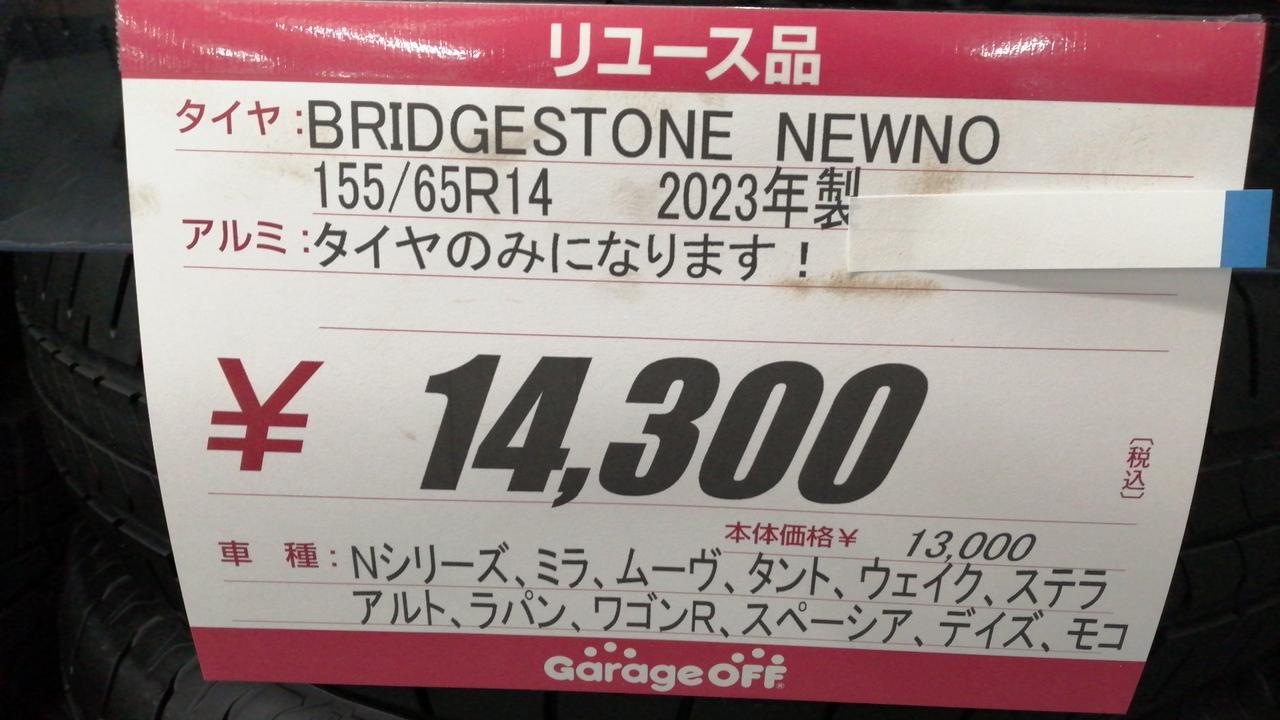 リユース品
タイヤ:BRIDGESTONE NEWNO
155/65R14 2023年製
アルミ:タイヤのみになります！
¥ 14,300
〔税込〕
本体価格¥ 13,000
車種:Nシリーズ、ミラ、ムーヴ、タント、ウェイク、ステラ
アルト、ラパン、ワゴンR、スペーシア、デイズ、モコ
Garage OFF®